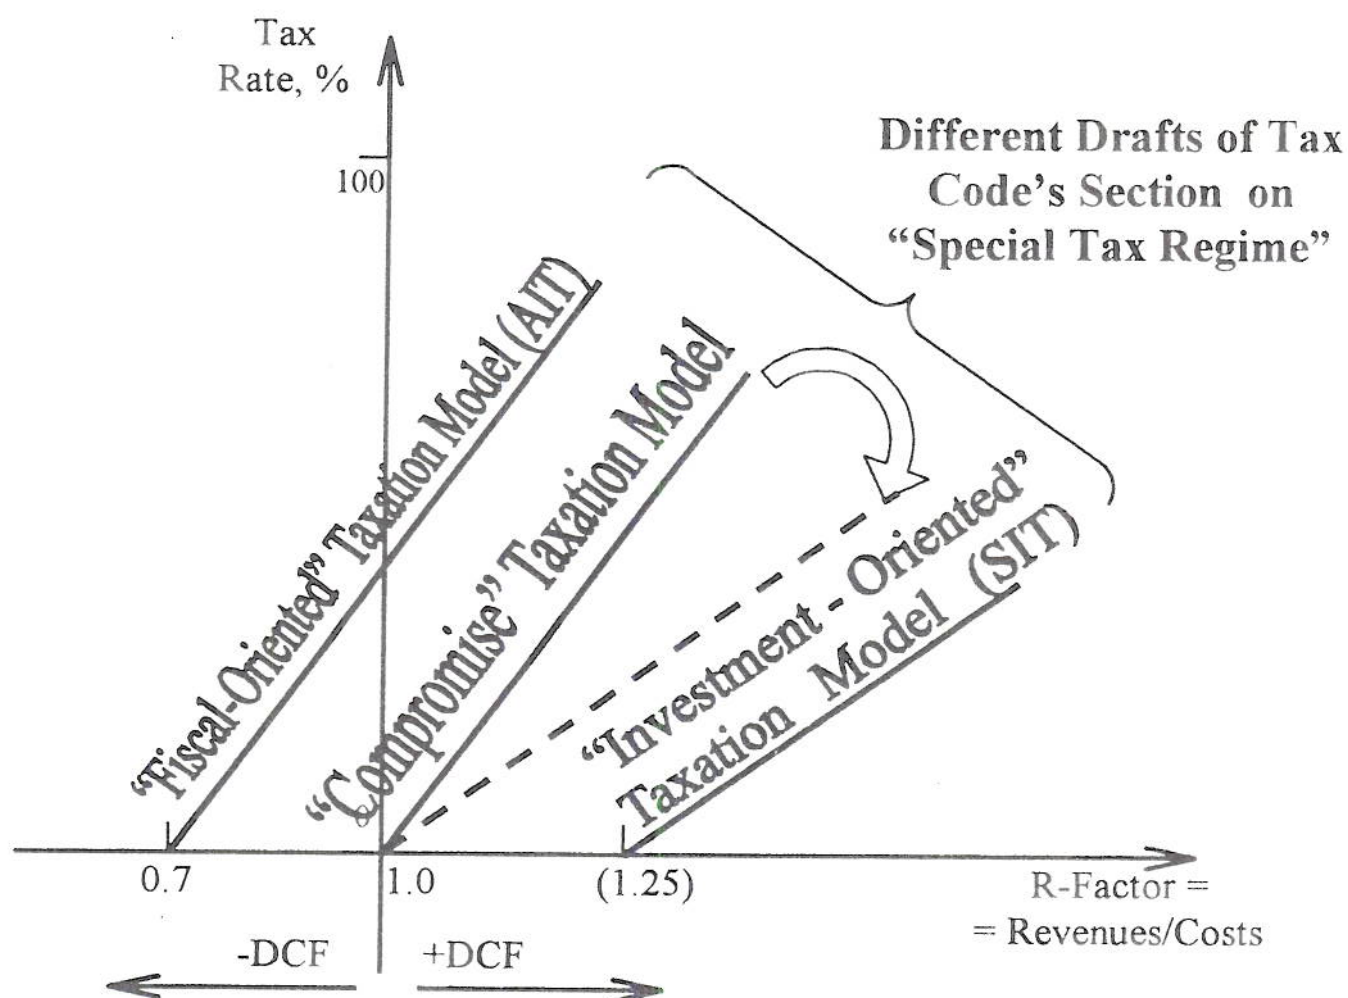 Tax
Rate, %
100
Different Drafts of Tax
Code's Section on
“Special Tax Regime”
“Fiscal-Oriented” Taxation Model (AIT)
“Compromise” Taxation Model
“Investment - Oriented”
Taxation Model (SIT)
0.7
1.0
(1.25)
R-Factor =
= Revenues/Costs
-DCF
+DCF